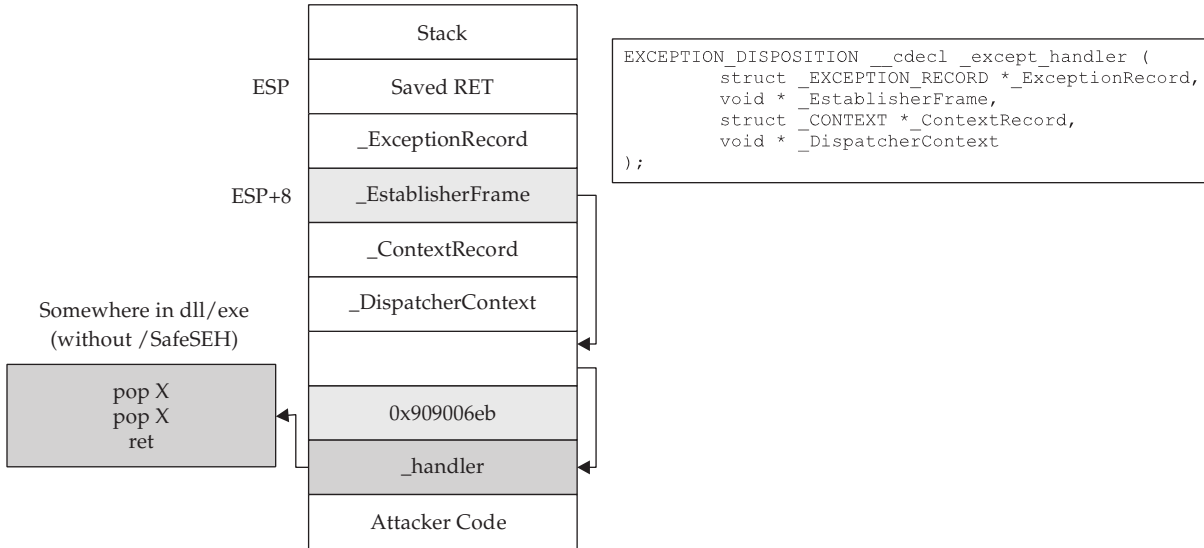 Stack
ESP
Saved RET
_ExceptionRecord
ESP+8
_EstablisherFrame
_ContextRecord
_DispatcherContext
0x909006eb
_handler
Attacker Code
Somewhere in dll/exe
(without /SafeSEH)
pop X
pop X
ret
EXCEPTION_DISPOSITION __cdecl _except_handler (
struct _EXCEPTION_RECORD *_ExceptionRecord,
void * _EstablisherFrame,
struct _CONTEXT *_ContextRecord,
void * _DispatcherContext
);